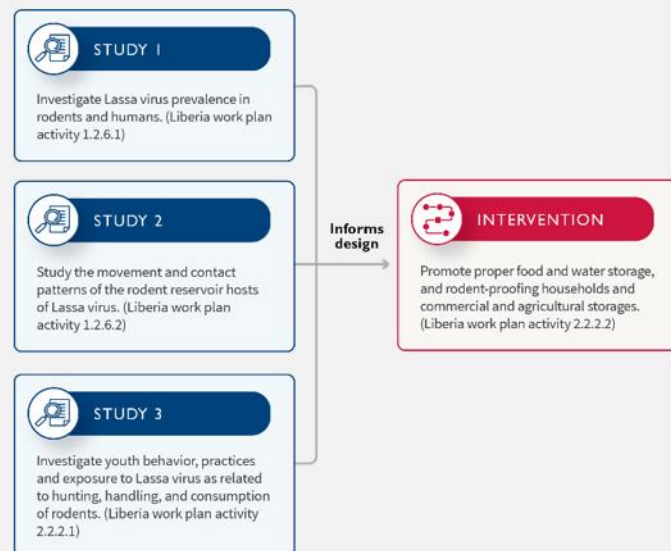 STUDY 1
Investigate Lassa virus prevalence in
rodents and humans. (Liberia work plan
activity 1.2.6.1)
STUDY 2
Study the movement and contact
patterns of the rodent reservoir hosts
of Lassa virus. (Liberia work plan
activity 1.2.6.2)
STUDY 3
Investigate youth behavior, practices
and exposure to Lassa virus as related
to hunting, handling, and consumption
of rodents. (Liberia work plan activity
2.2.2.1)
Informs
design
INTERVENTION
Promote proper food and water storage,
and rodent-proofing households and
commercial and agricultural storages.
(Liberia work plan activity 2.2.2.2)